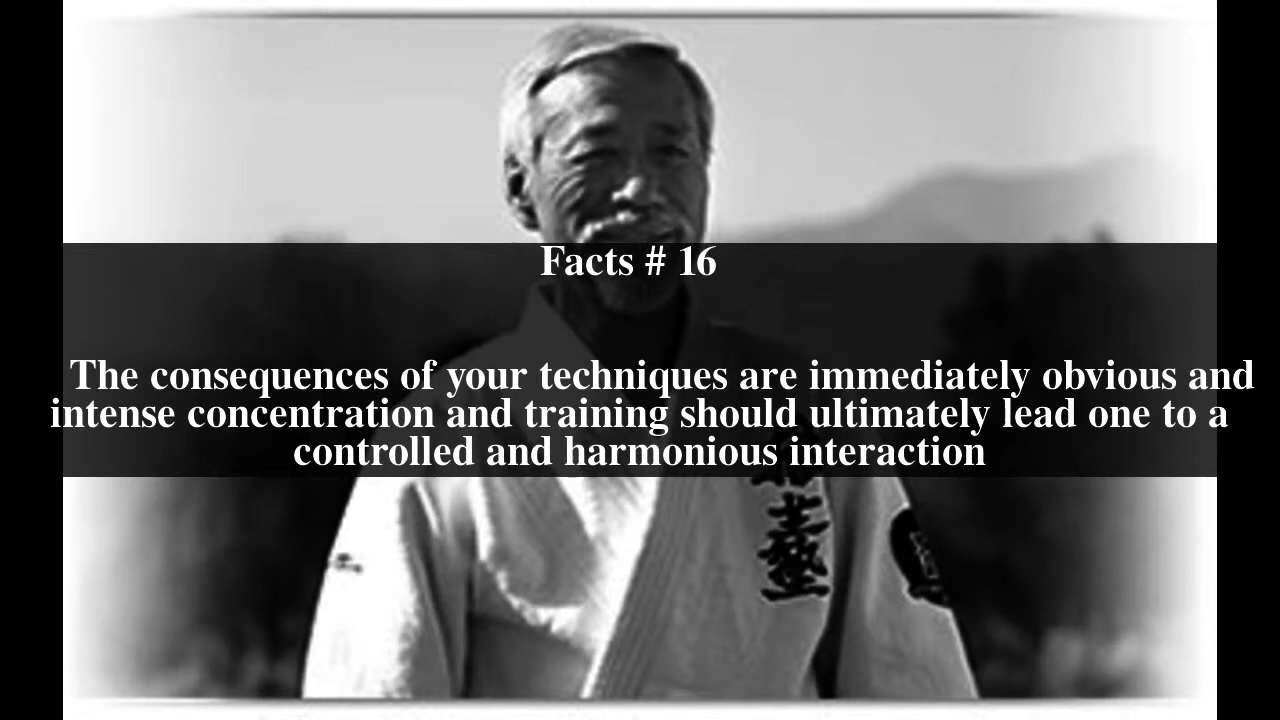 Facts # 16
The consequences of your techniques are immediately obvious and
intense concentration and training should ultimately lead one to a
controlled and harmonious interaction